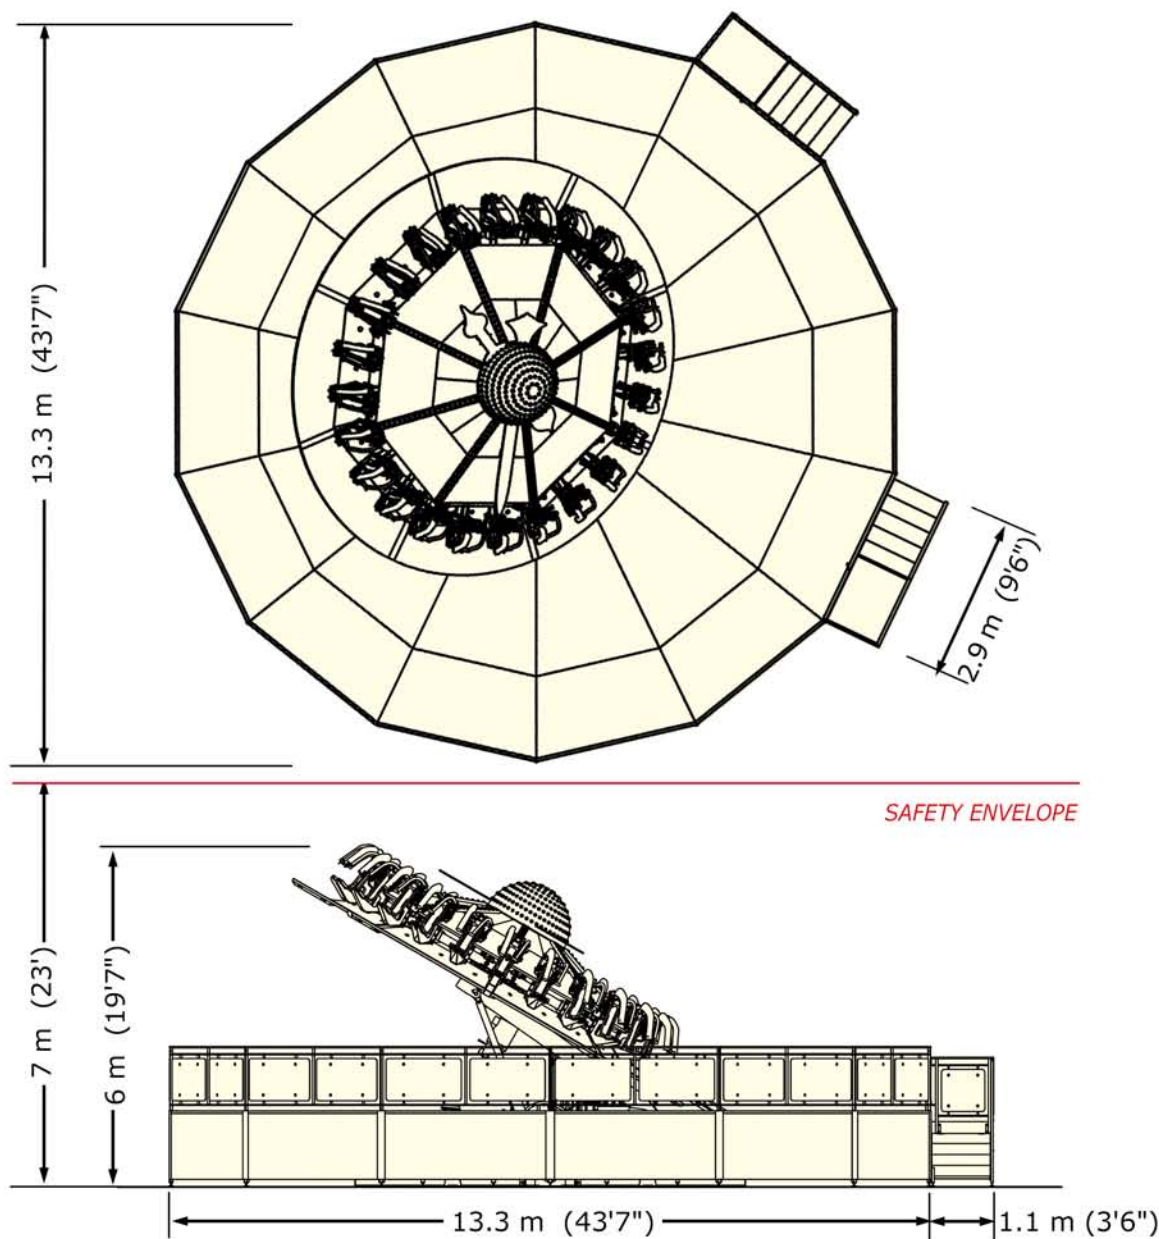 13.3 m (43'7")
2.9 m (9'6")
SAFETY ENVELOPE
7 m (23')
6 m (19'7")
13.3 m (43'7")
1.1 m (3'6")